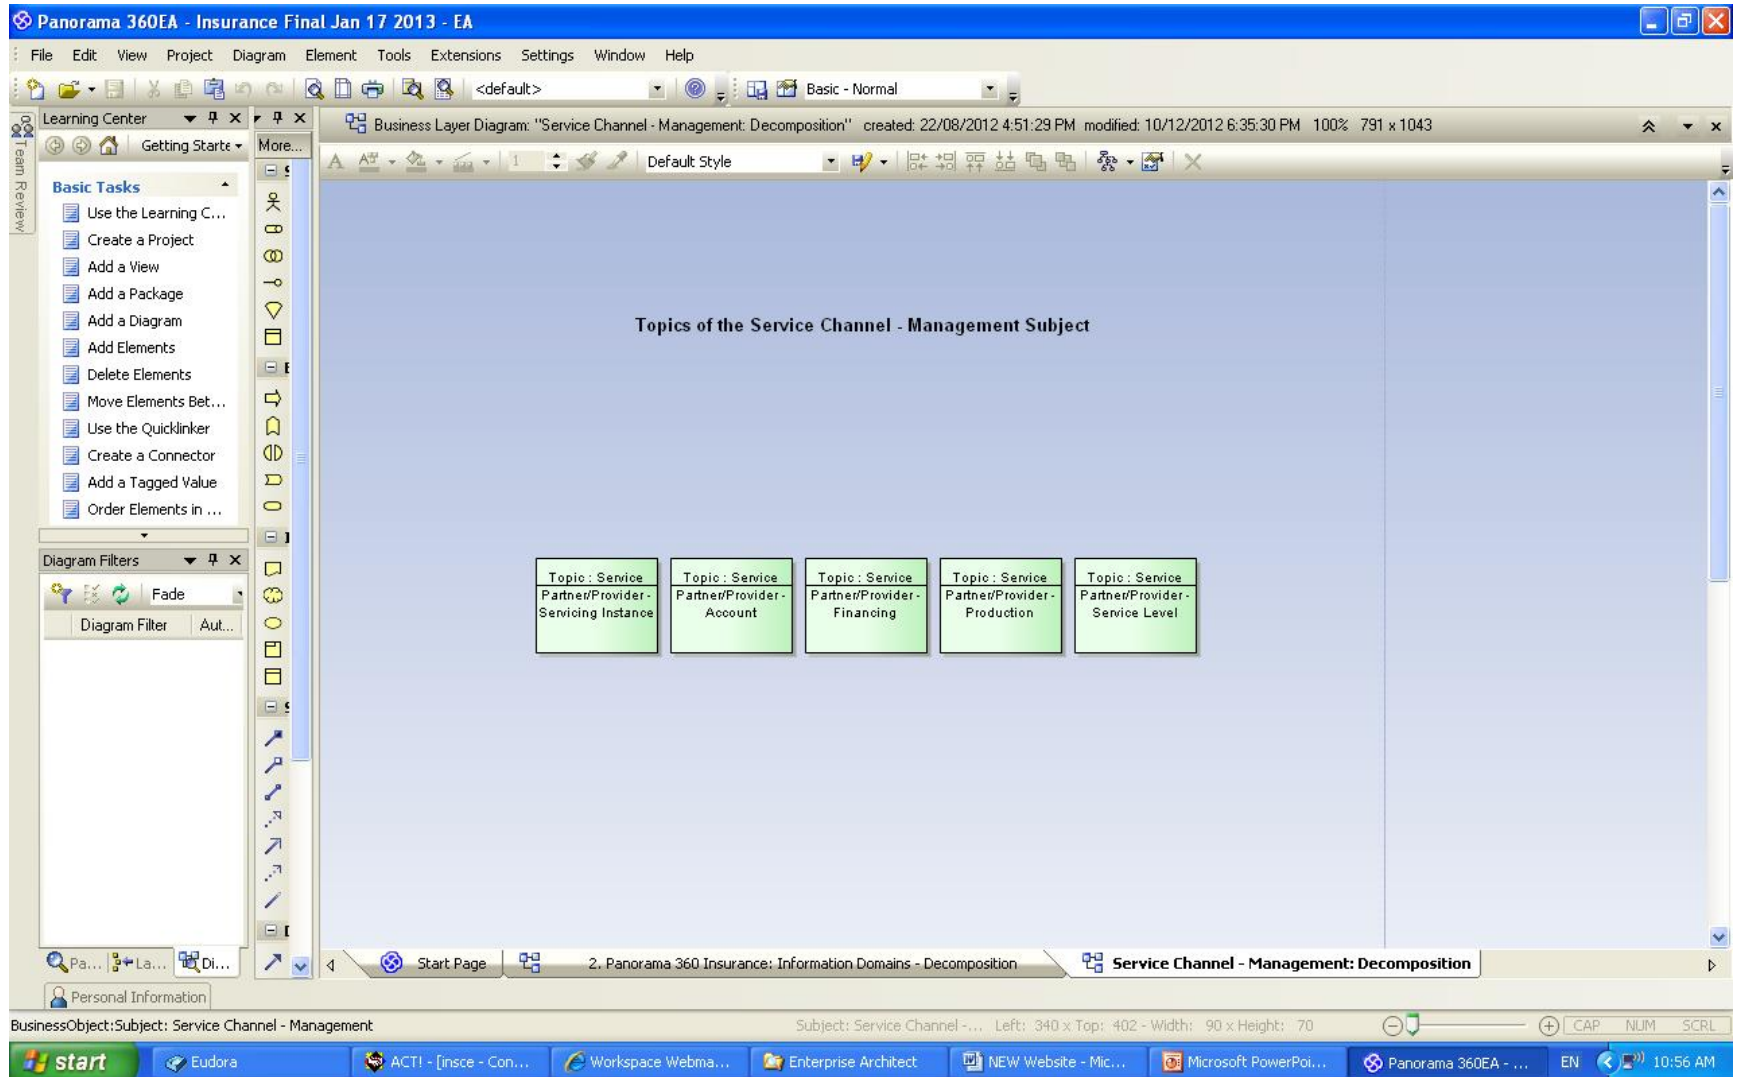 Panorama 360EA - Insurance Final Jan 17 2013 - EA
File Edit View Project Diagram Element Tools Extensions Settings Window Help
<default> Basic - Normal
Team Review
Learning Center
Getting Starte
More...
Business Layer Diagram: "Service Channel - Management: Decomposition" created: 22/08/2012 4:51:29 PM modified: 10/12/2012 6:35:30 PM 100% 791 x 1043
1 Default Style
Basic Tasks
Use the Learning C...
Create a Project
Add a View
Add a Package
Add a Diagram
Add Elements
Delete Elements
Move Elements Bet...
Use the Quicklinker
Create a Connector
Add a Tagged Value
Order Elements in ...
Diagram Filters
Fade
Diagram Filter Aut...
Topics of the Service Channel - Management Subject
Topic : Service
Partner/Provider -
Servicing Instance
Topic : Service
Partner/Provider -
Account
Topic : Service
Partner/Provider -
Financing
Topic : Service
Partner/Provider -
Production
Topic : Service
Partner/Provider -
Service Level
Pa... La... Di...
Start Page 2. Panorama 360 Insurance: Information Domains - Decomposition Service Channel - Management: Decomposition
Personal Information
BusinessObject:Subject: Service Channel - Management
Subject: Service Channel -... Left: 340 x Top: 402 - Width: 90 x Height: 70
CAP NUM SCRL
start Eudora ACT! - [insce - Con... Workspace Webma... Enterprise Architect NEW Website - Mic... Microsoft PowerPoi... Panorama 360EA - ... EN 10:56 AM